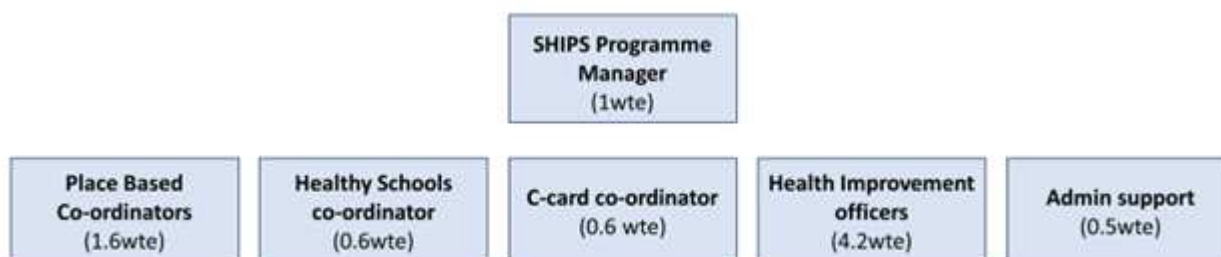 SHIPS Programme
Manager
(1wte)
Place Based
Co-ordinators
(1.6wte)
Healthy Schools
co-ordinator
(0.6wte)
C-card co-ordinator
(0.6 wte)
Health Improvement
officers
(4.2wte)
Admin support
(0.5wte)